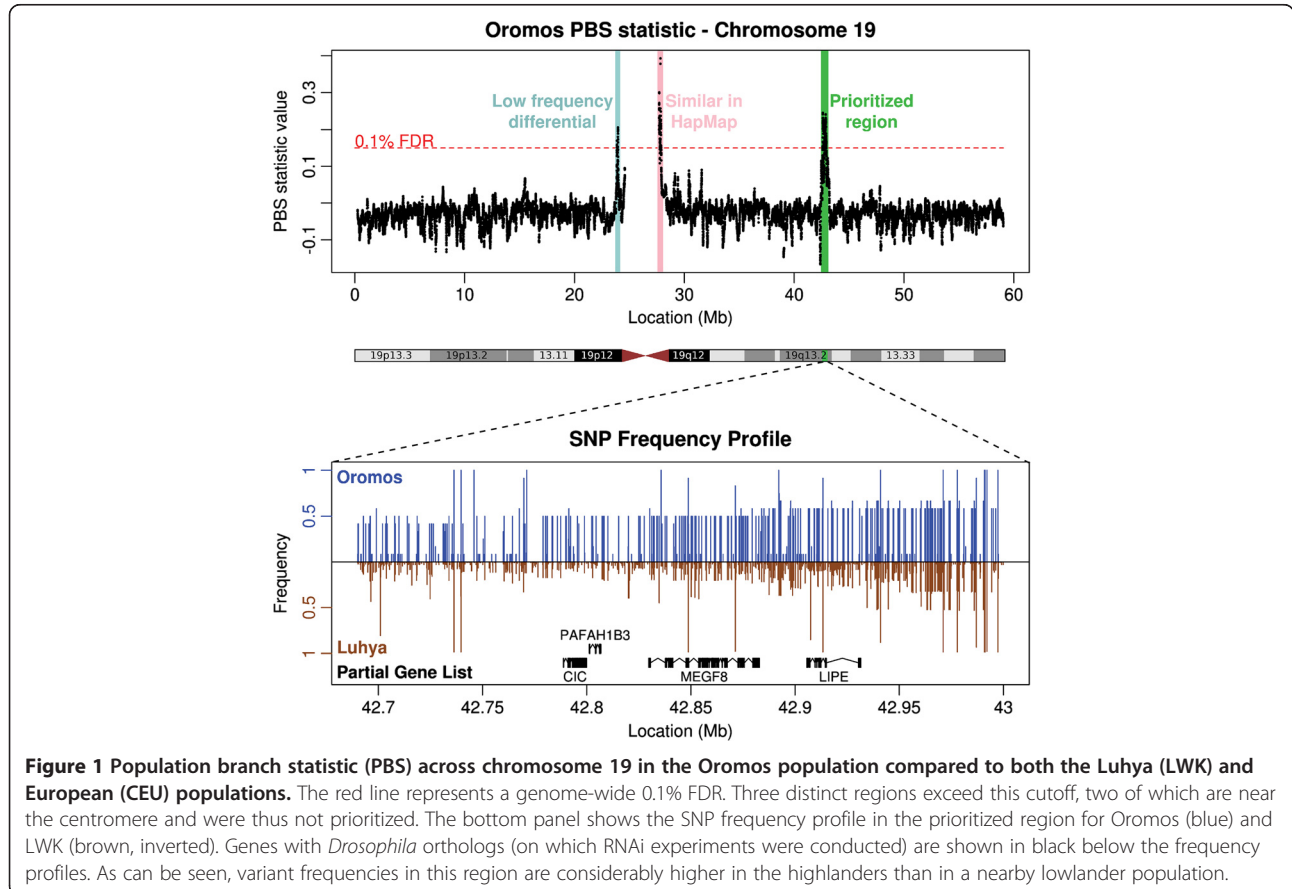 Oromos PBS statistic - Chromosome 19
PBS statistic value
0.3
0.1
-0.1
Low frequency
differential
Similar in
HapMap
Prioritized
region
0.1% FDR
0 10 20 30 40 50 60
Location (Mb)
19p13.3 19p13.2 13.11 19p12 19q12 19q13.2 13.33
SNP Frequency Profile
Frequency
1
0.5
0.5
1
Oromos
Luhya
PAFAH1B3
Partial Gene List
CIC MEGF8 LIPE
42.7 42.75 42.8 42.85 42.9 42.95 43
Location (Mb)
Figure 1 Population branch statistic (PBS) across chromosome 19 in the Oromos population compared to both the Luhya (LWK) and
European (CEU) populations. The red line represents a genome-wide 0.1% FDR. Three distinct regions exceed this cutoff, two of which are near
the centromere and were thus not prioritized. The bottom panel shows the SNP frequency profile in the prioritized region for Oromos (blue) and
LWK (brown, inverted). Genes with Drosophila orthologs (on which RNAi experiments were conducted) are shown in black below the frequency
profiles. As can be seen, variant frequencies in this region are considerably higher in the highlanders than in a nearby lowlander population.